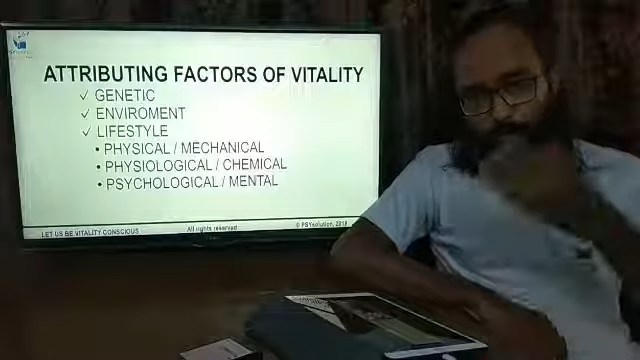 ATTRIBUTING FACTORS OF VITALITY
✓ GENETIC
✓ ENVIROMENT
✓ LIFESTYLE
• PHYSICAL / MECHANICAL
• PHYSIOLOGICAL / CHEMICAL
• PSYCHOLOGICAL / MENTAL
LET US BE VITALITY CONSCIOUS All rights reserved © PSYsolution, 2018